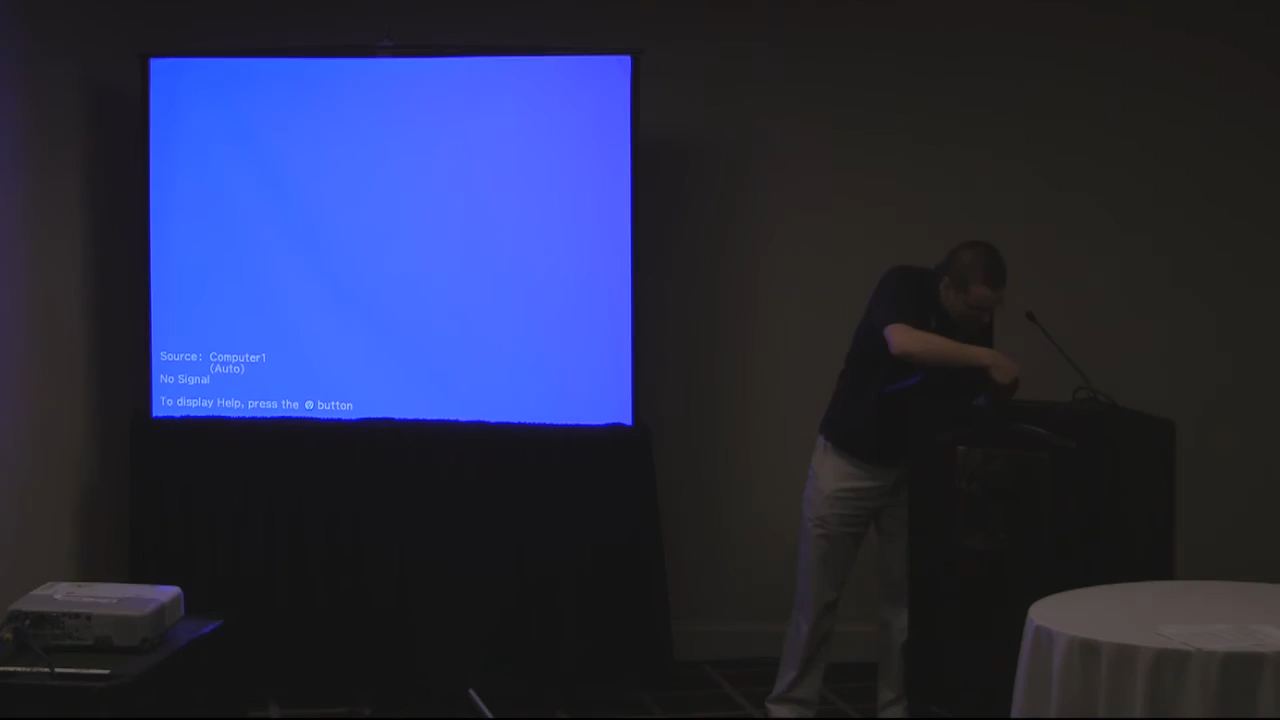 Source: Computer1
(Auto)
No Signal
To display Help, press the button